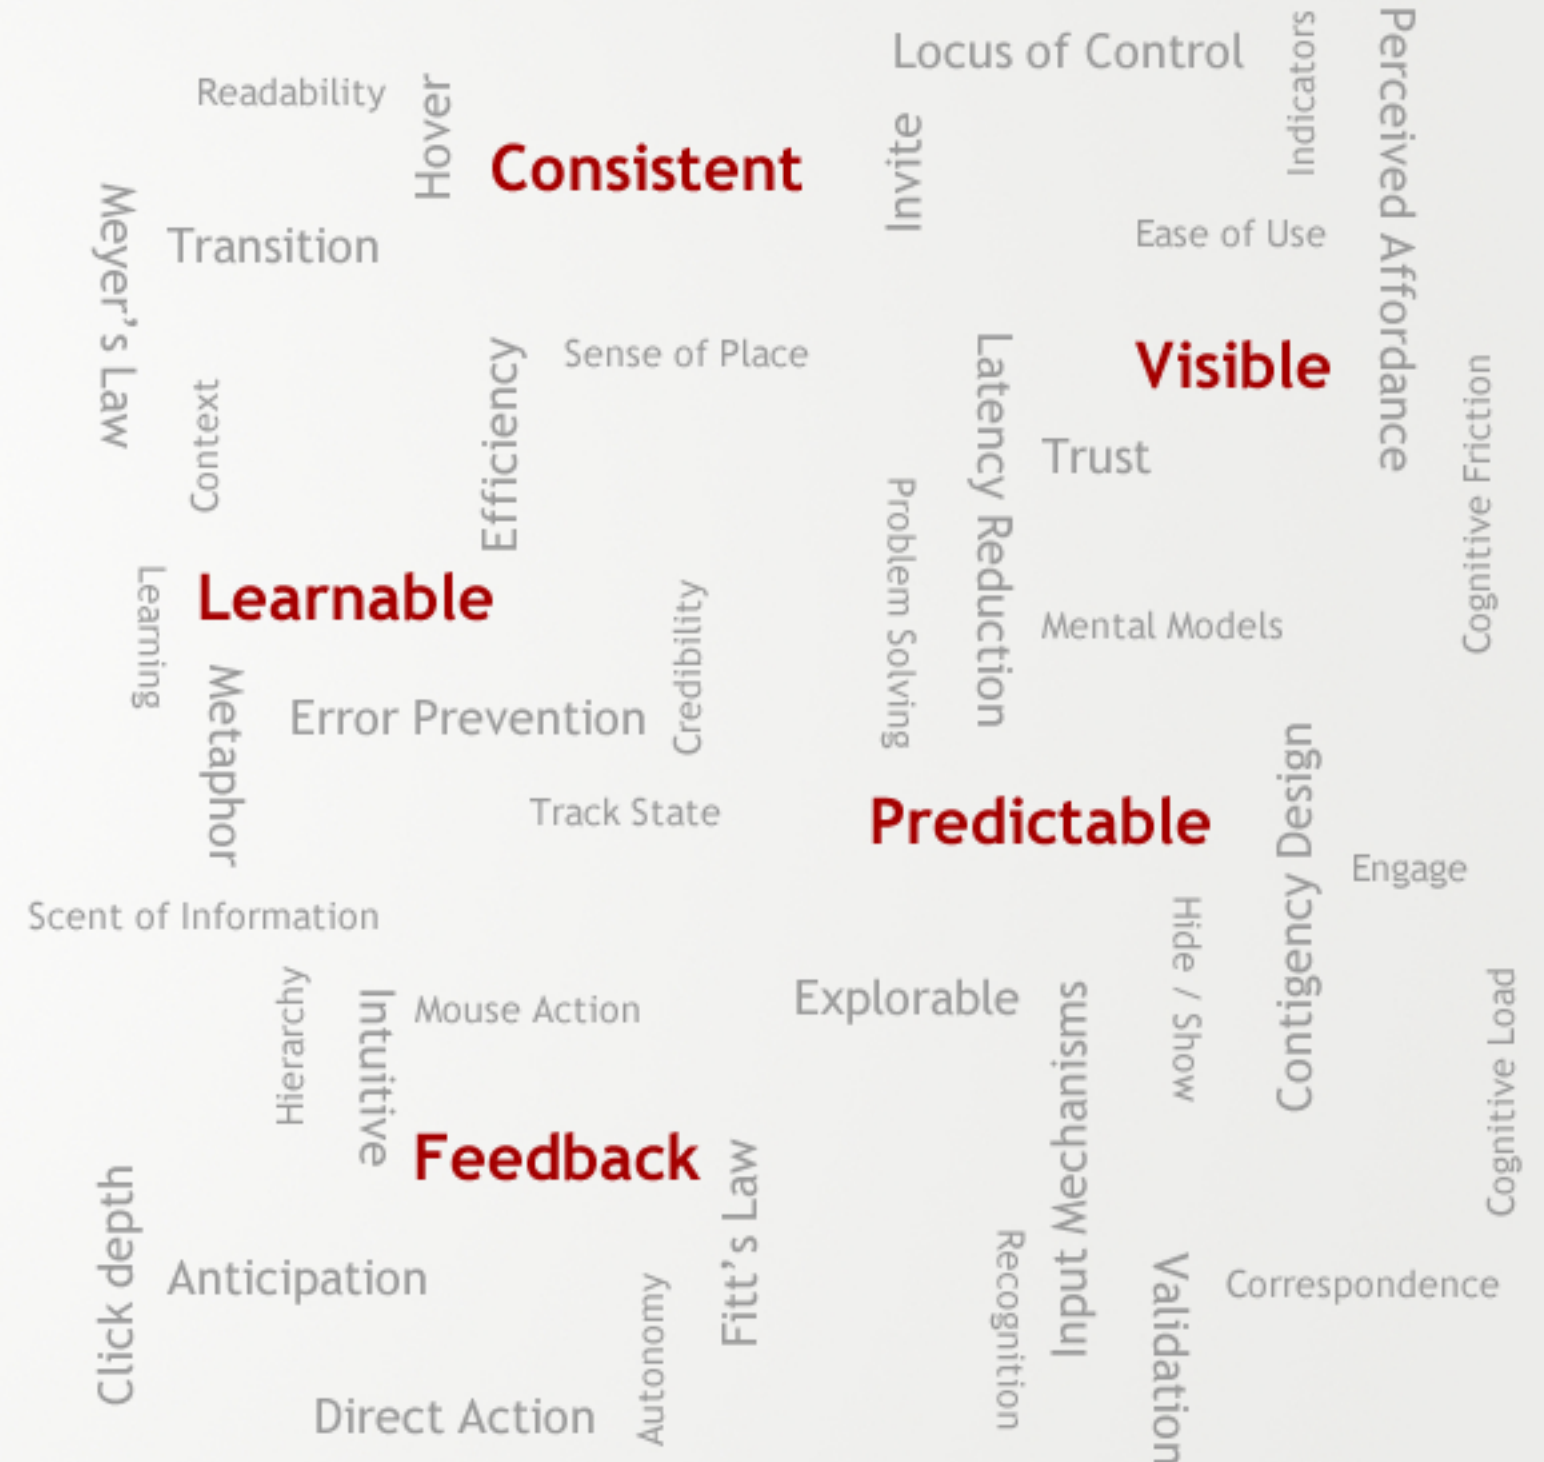 Locus of Control
Indicators
Perceived Affordance
Readability
Hover
Consistent
Invite
Meyer’s Law
Transition
Ease of Use
Efficiency
Sense of Place
Latency Reduction
Visible
Context
Trust
Cognitive Friction
Problem Solving
Learning
Learnable
Credibility
Mental Models
Metaphor
Error Prevention
Track State
Predictable
Contigency Design
Engage
Scent of Information
Hide / Show
Hierarchy
Intuitive
Mouse Action
Explorable
Input Mechanisms
Cognitive Load
Feedback
Fitt’s Law
Click depth
Anticipation
Autonomy
Recognition
Validation
Correspondence
Direct Action